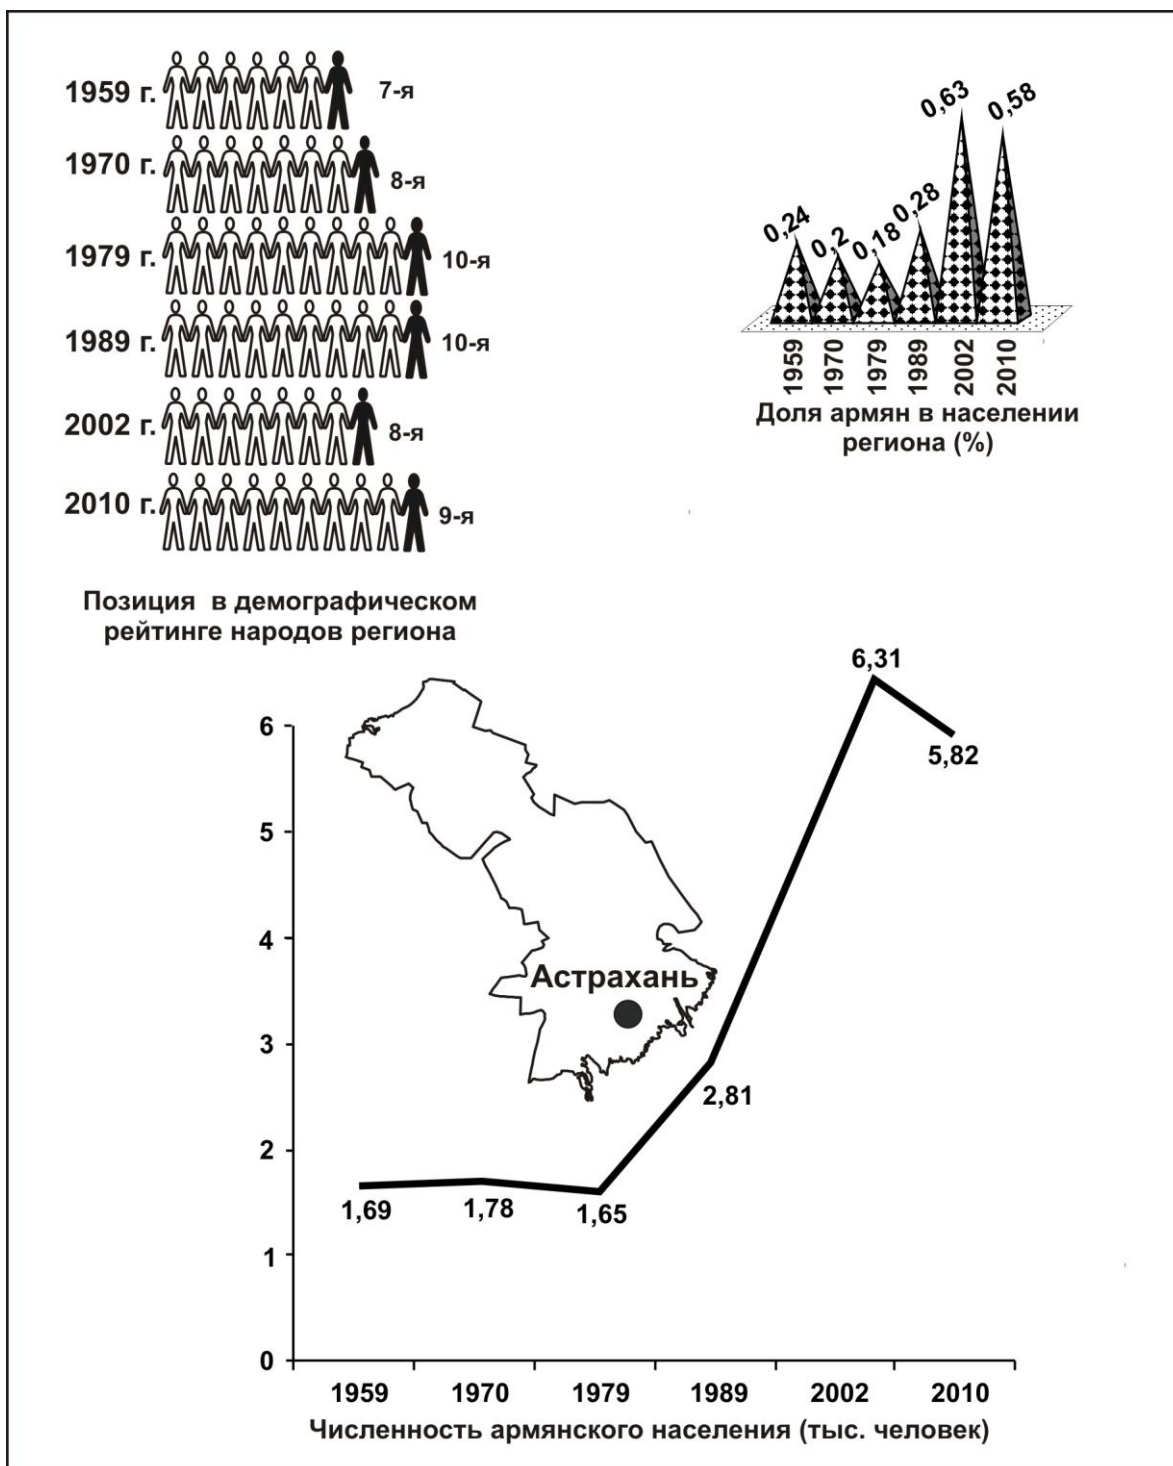 1959 г.
7-я
1970 г.
8-я
1979 г.
10-я
1989 г.
10-я
2002 г.
8-я
2010 г.
9-я
Позиция в демографическом
рейтинге народов региона
0,24
0,2
0,18
0,28
0,63
0,58
1959
1970
1979
1989
2002
2010
Доля армян в населении
региона (%)
6
5
4
3
2
1
0
Астрахань
1,69
1,78
1,65
2,81
6,31
5,82
1959
1970
1979
1989
2002
2010
Численность армянского населения (тыс. человек)